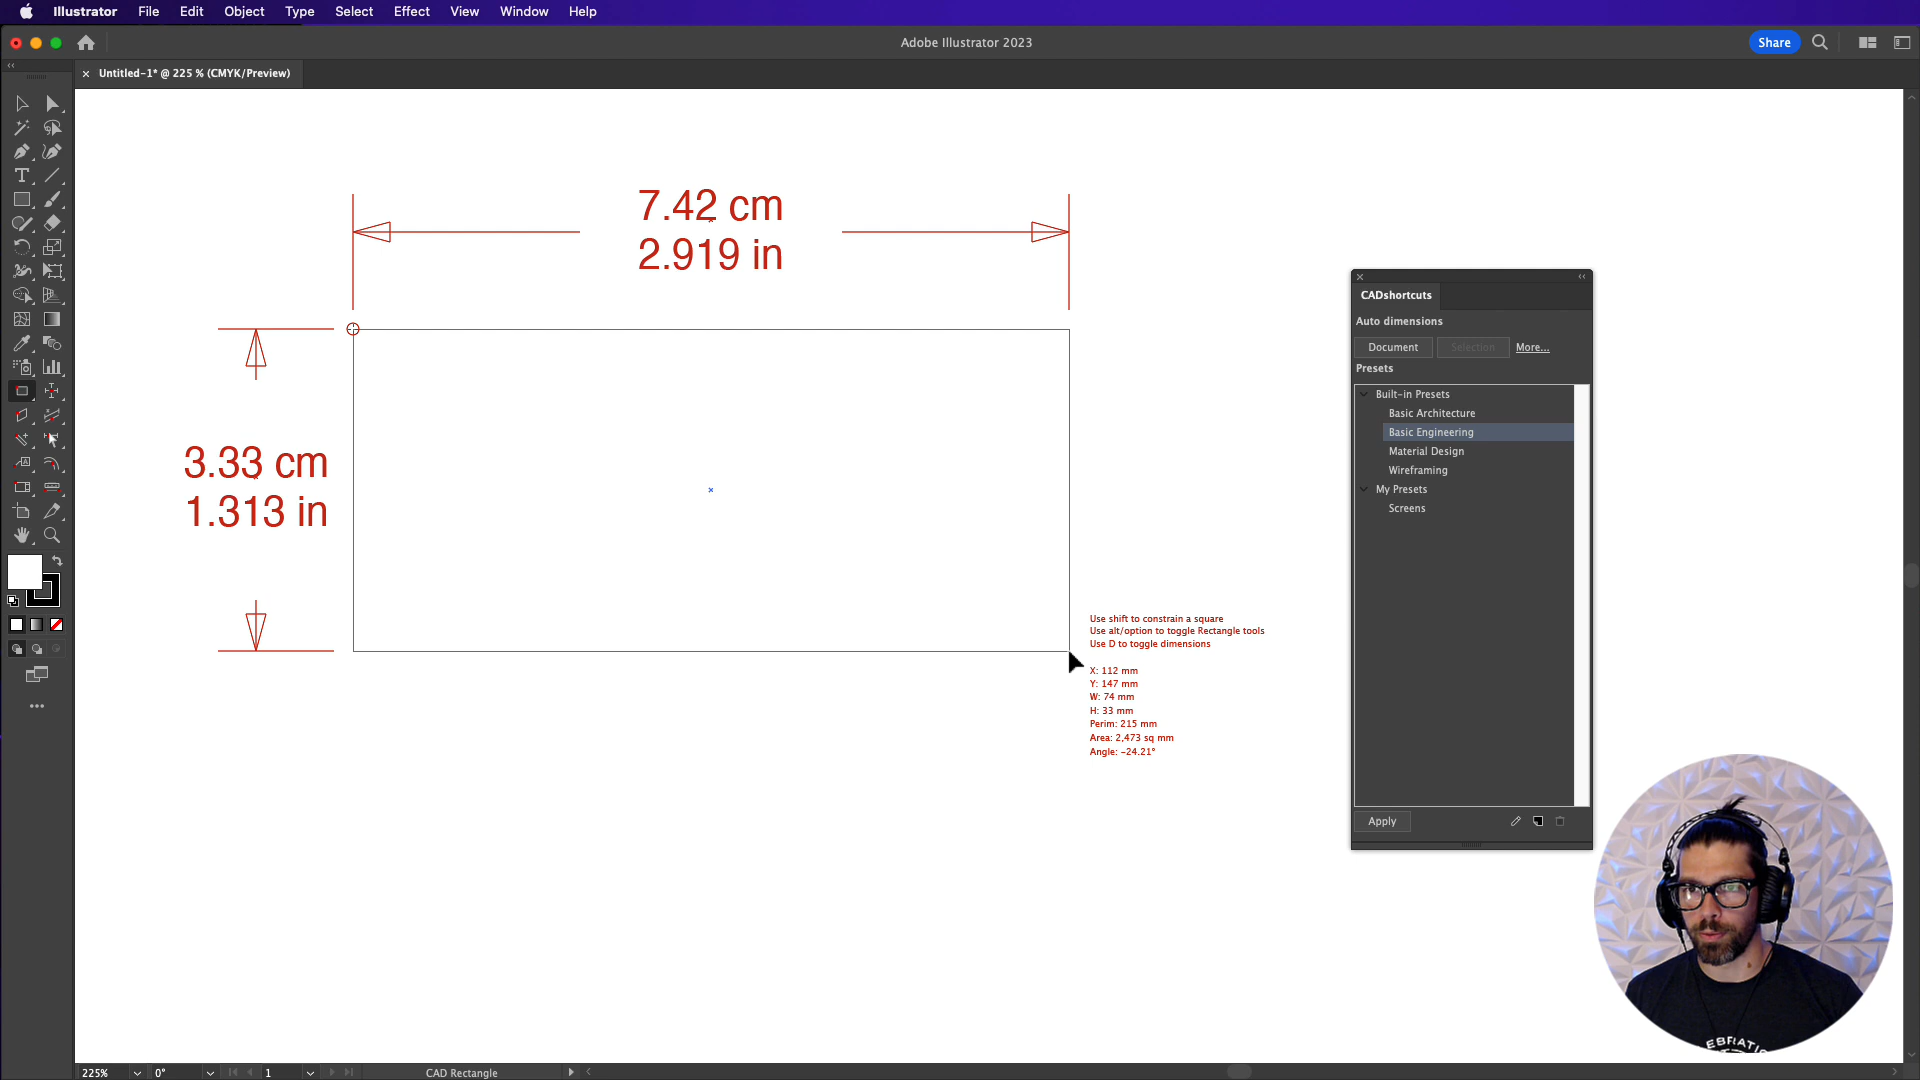 Illustrator File Edit Object Type Select Effect View Window Help
Adobe Illustrator 2023
Share
Untitled-1* @ 225 % (CMYK/Preview)
7.42 cm
2.919 in
3.33 cm
1.313 in
Use shift to constrain a square
Use alt/option to toggle Rectangle tools
Use D to toggle dimensions
X: 112 mm
Y: 147 mm
W: 74 mm
H: 33 mm
Perim: 215 mm
Area: 2,473 sq mm
Angle: -24.21°
CADshortcuts
Auto dimensions
Document Selection More...
Presets
Built-in Presets
Basic Architecture
Basic Engineering
Material Design
Wireframing
My Presets
Screens
Apply
225% 0° 1 CAD Rectangle